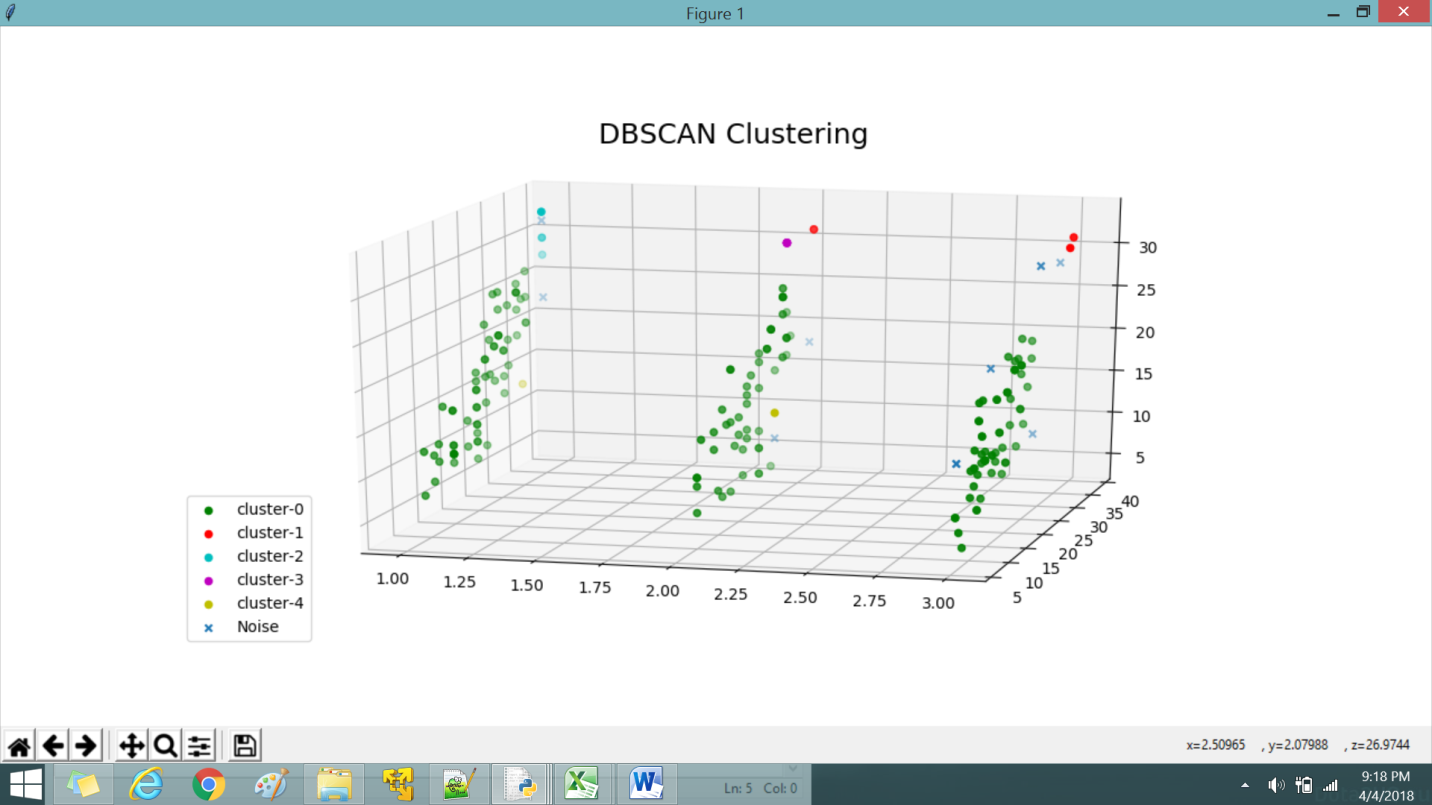 Figure 1
DBSCAN Clustering
30
25
20
15
10
5
40
35
30
25
20
15
10
5
1.00 1.25 1.50 1.75 2.00 2.25 2.50 2.75 3.00
cluster-0
cluster-1
cluster-2
cluster-3
cluster-4
Noise
x=2.50965 , y=2.07988 , z=26.9744
Ln: 5 Col: 0
9:18 PM
4/4/2018